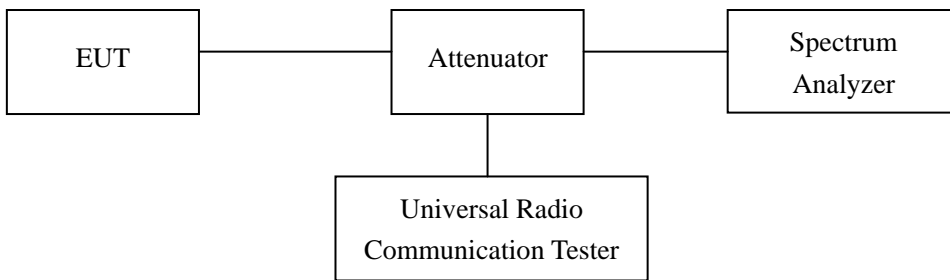 EUT
Attenuator
Spectrum
Analyzer
Universal Radio
Communication Tester